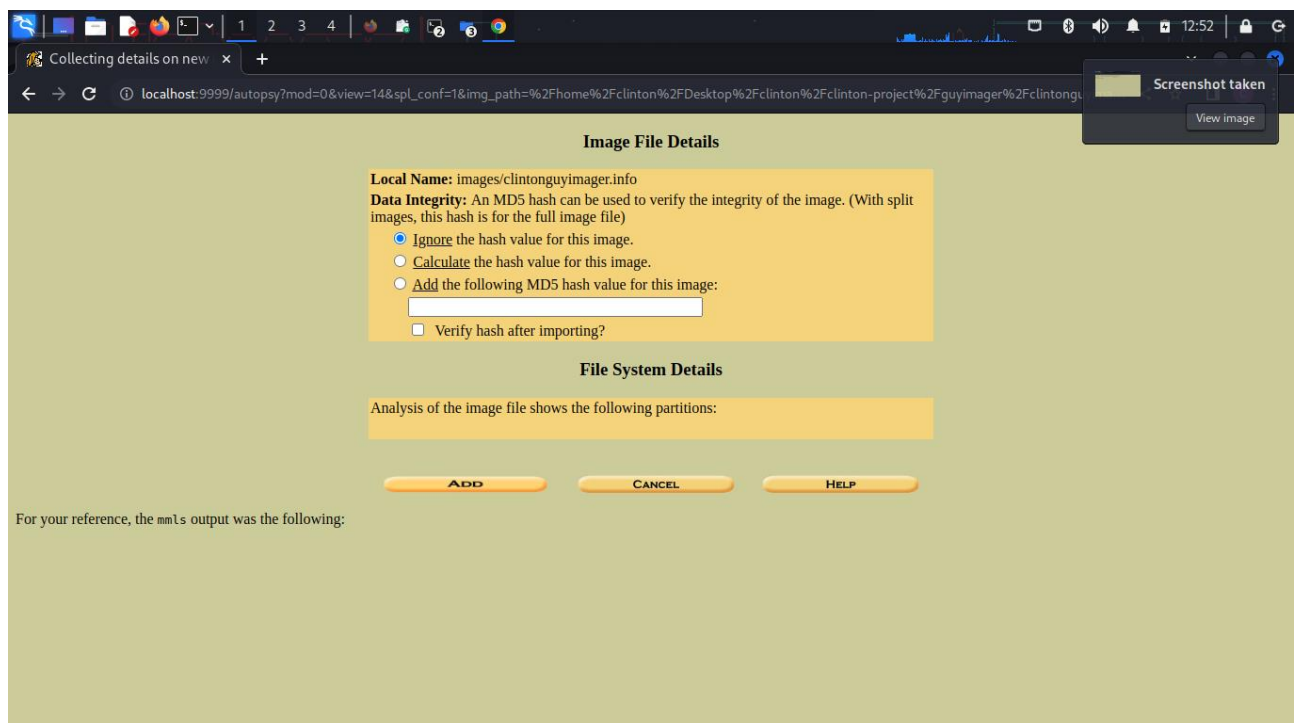 1 2 3 4
12:52
Collecting details on new
localhost:9999/autopsy?mod=0&view=14&spl_conf=1&img_path=%2Fhome%2Fclinton%2FDesktop%2Fclinton%2Fclinton-project%2Fguyimager%2Fclintongu
Screenshot taken
View image
Image File Details
Local Name: images/clintonguyimager.info
Data Integrity: An MD5 hash can be used to verify the integrity of the image. (With split
images, this hash is for the full image file)
Ignore the hash value for this image.
Calculate the hash value for this image.
Add the following MD5 hash value for this image:
Verify hash after importing?
File System Details
Analysis of the image file shows the following partitions:
ADD CANCEL HELP
For your reference, the mmls output was the following: